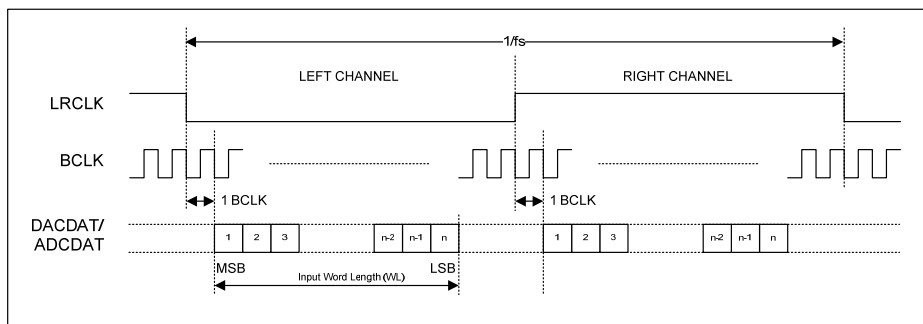 1/fs
LEFT CHANNEL RIGHT CHANNEL
LRCLK
BCLK
1 BCLK 1 BCLK
DACDAT/
ADCDAT
1 2 3 n-2 n-1 n 1 2 3 n-2 n-1 n
MSB LSB
Input Word Length (WL)